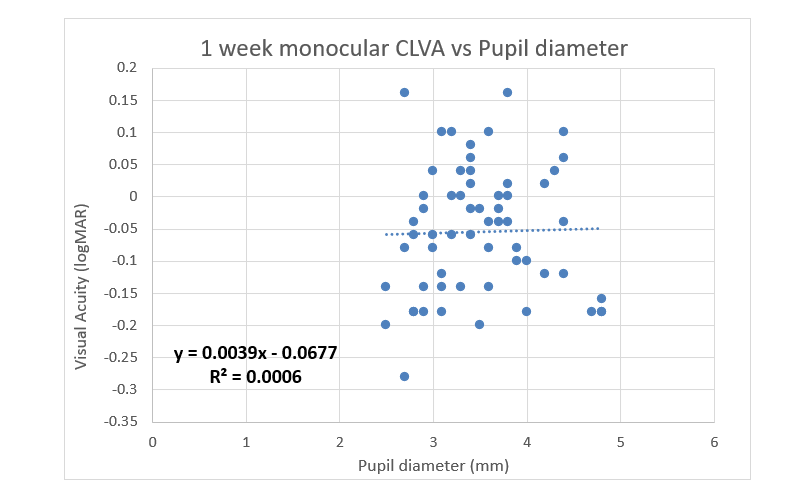 1 week monocular CLVA vs Pupil diameter
0.2
0.15
0.1
0.05
0
-0.05
-0.1
-0.15
-0.2
-0.25
-0.3
-0.35
Visual Acuity (logMAR)
y = 0.0039x - 0.0677
R² = 0.0006
0 1 2 3 4 5 6
Pupil diameter (mm)